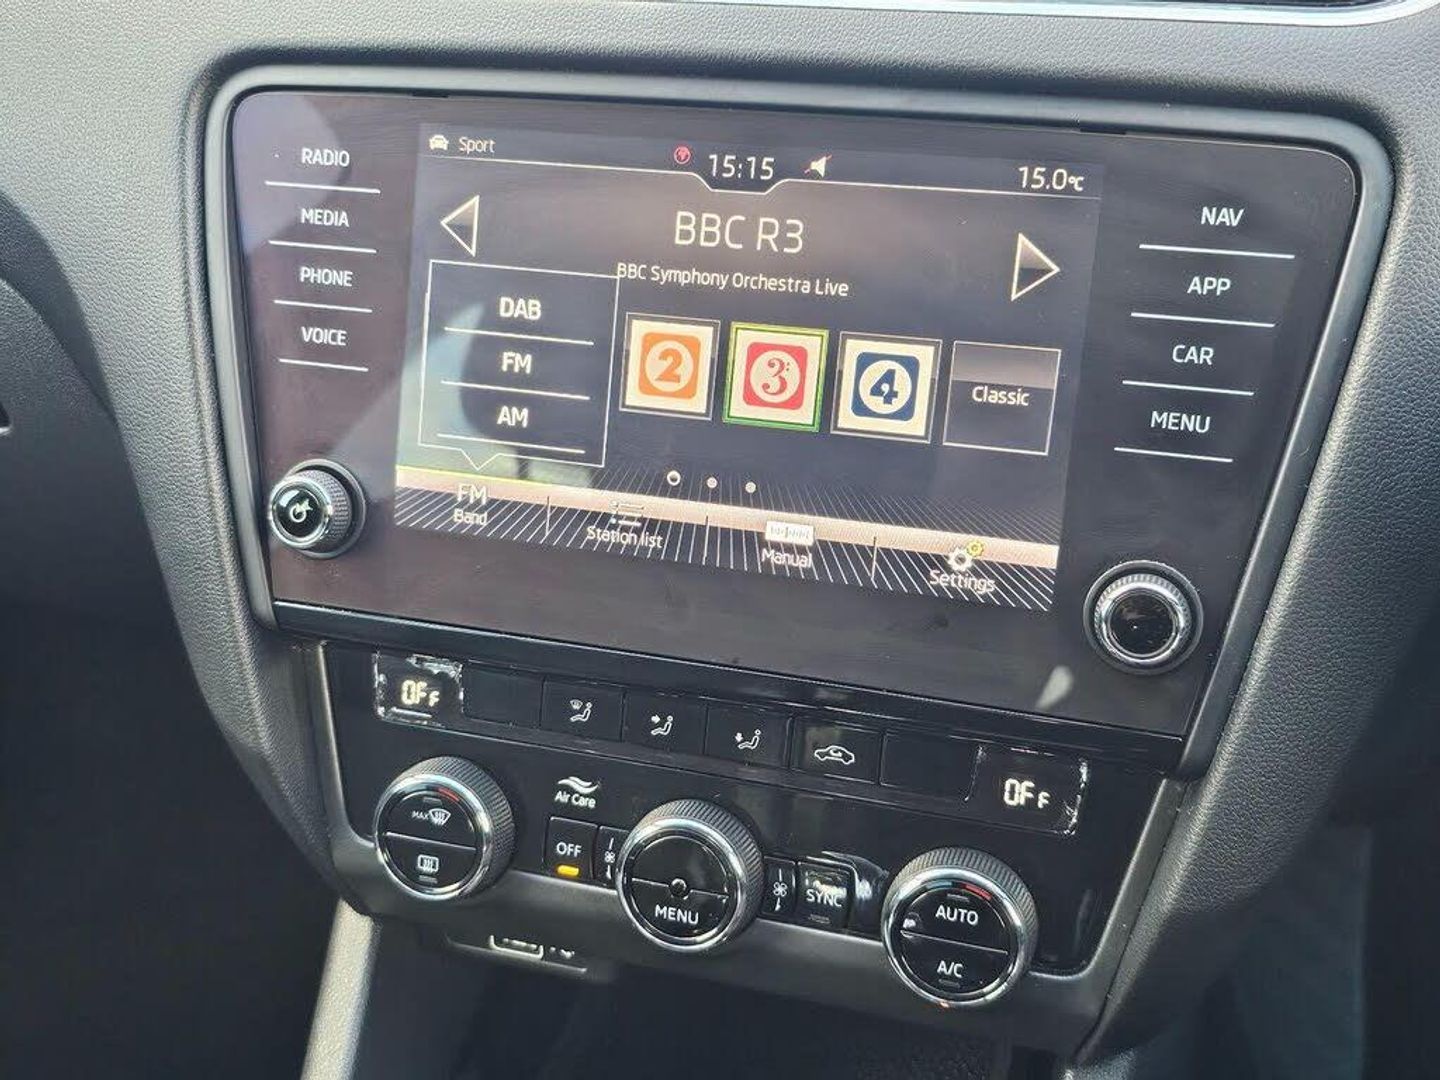 RADIO
MEDIA
PHONE
VOICE
Sport
15:15
15.0°C
BBC R3
BBC Symphony Orchestra Live
DAB
FM
AM
2
3
4
Classic
FM
Band
Station list
Manual
Settings
NAV
APP
CAR
MENU
OFF
OFF
MAX
Air Care
OFF
MENU
SYNC
AUTO
A/C